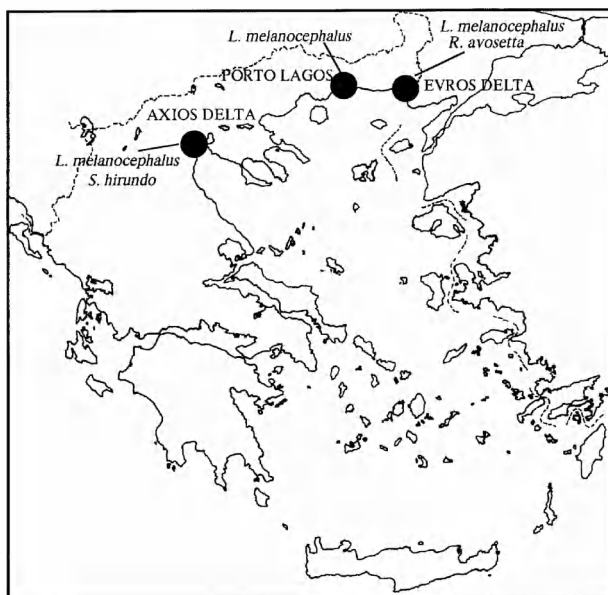 L. melanocephalus
R. avosetta
L. melanocephalus
PORTO LAGOS
EVROS DELTA
AXIOS DELTA
L. melanocephalus
S. hirundo